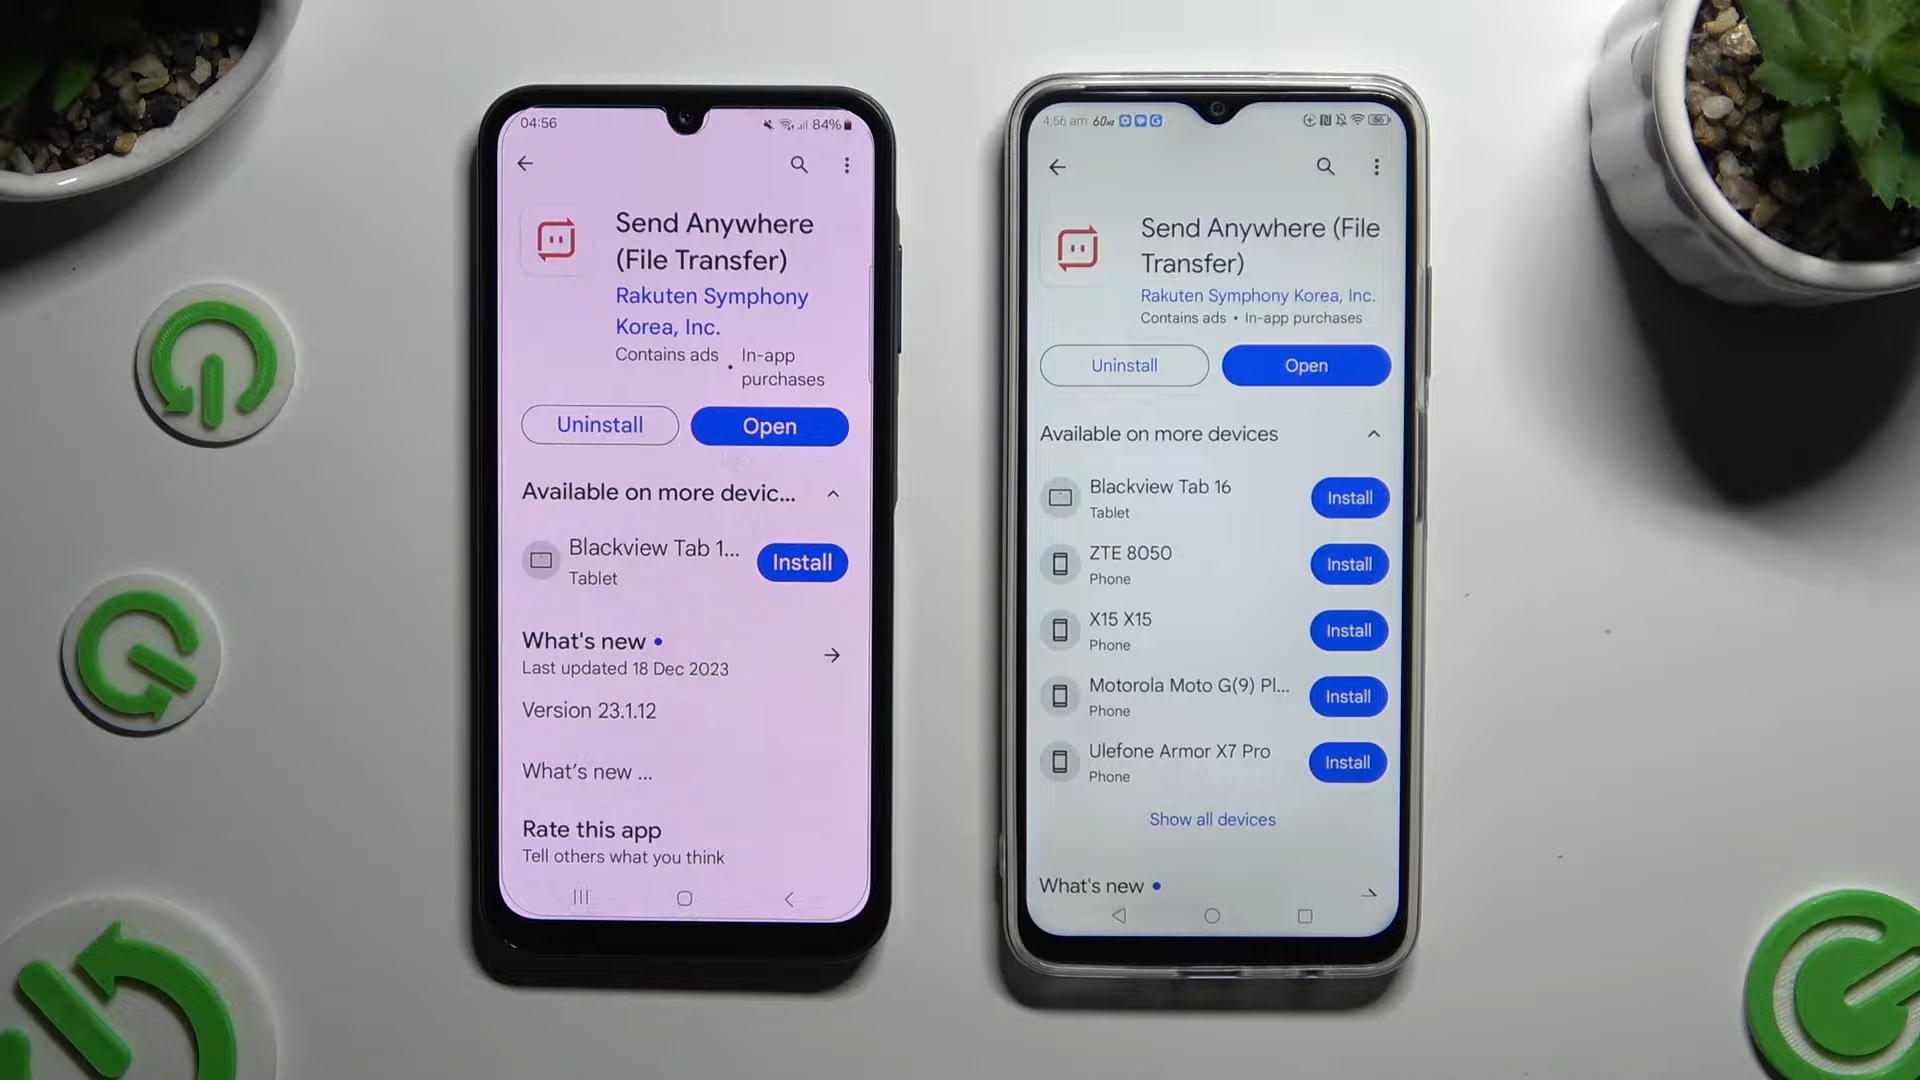 04:56
84%
Send Anywhere
(File Transfer)
Rakuten Symphony
Korea, Inc.
Contains ads • In-app
purchases
Uninstall
Open
Available on more devic...
Blackview Tab 1...
Tablet
Install
What's new •
Last updated 18 Dec 2023
Version 23.1.12
What's new ...
Rate this app
Tell others what you think
4:56 am 60Hz
56
Send Anywhere (File
Transfer)
Rakuten Symphony Korea, Inc.
Contains ads • In-app purchases
Uninstall
Open
Available on more devices
Blackview Tab 16
Tablet
Install
ZTE 8050
Phone
Install
X15 X15
Phone
Install
Motorola Moto G(9) Pl...
Phone
Install
Ulefone Armor X7 Pro
Phone
Install
Show all devices
What's new •